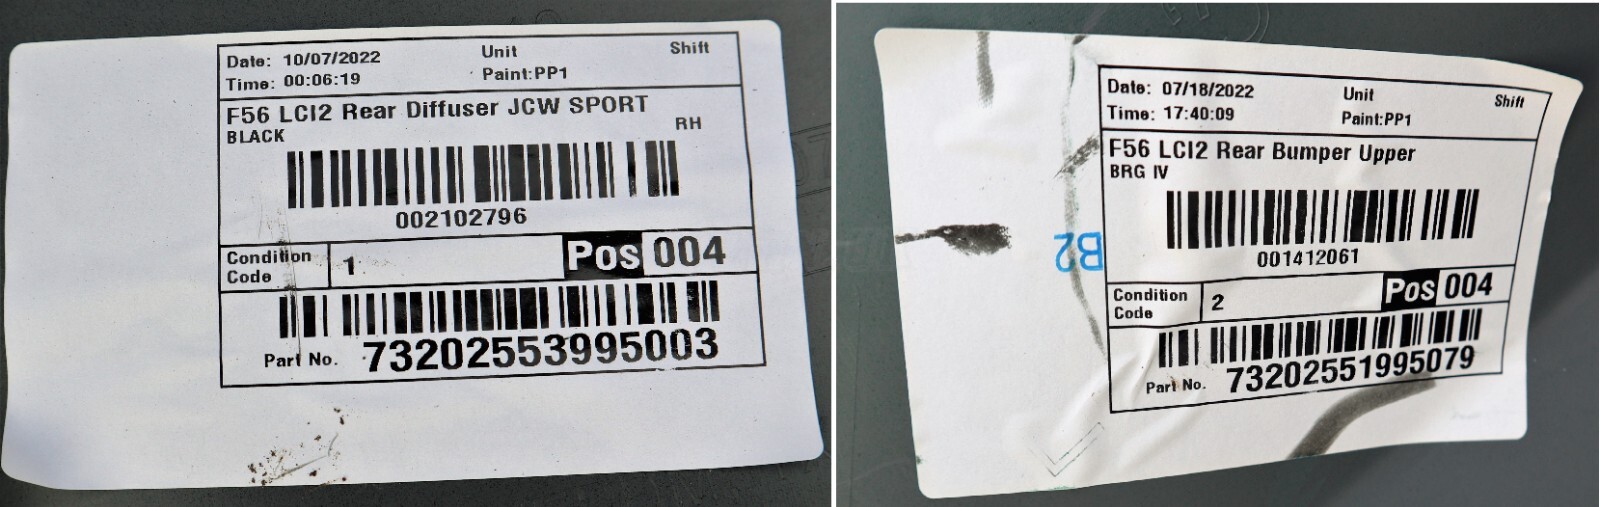 Date: 10/07/2022 Unit Shift
Time: 00:06:19 Paint:PP1
F56 LCI2 Rear Diffuser JCW SPORT
BLACK RH
002102796
Condition Code 1 Pos 004
Part No. 73202553995003
Date: 07/18/2022 Unit Shift
Time: 17:40:09 Paint:PP1
F56 LCI2 Rear Bumper Upper
BRG IV
001412061
B2
Condition Code 2 Pos 004
Part No. 73202551995079